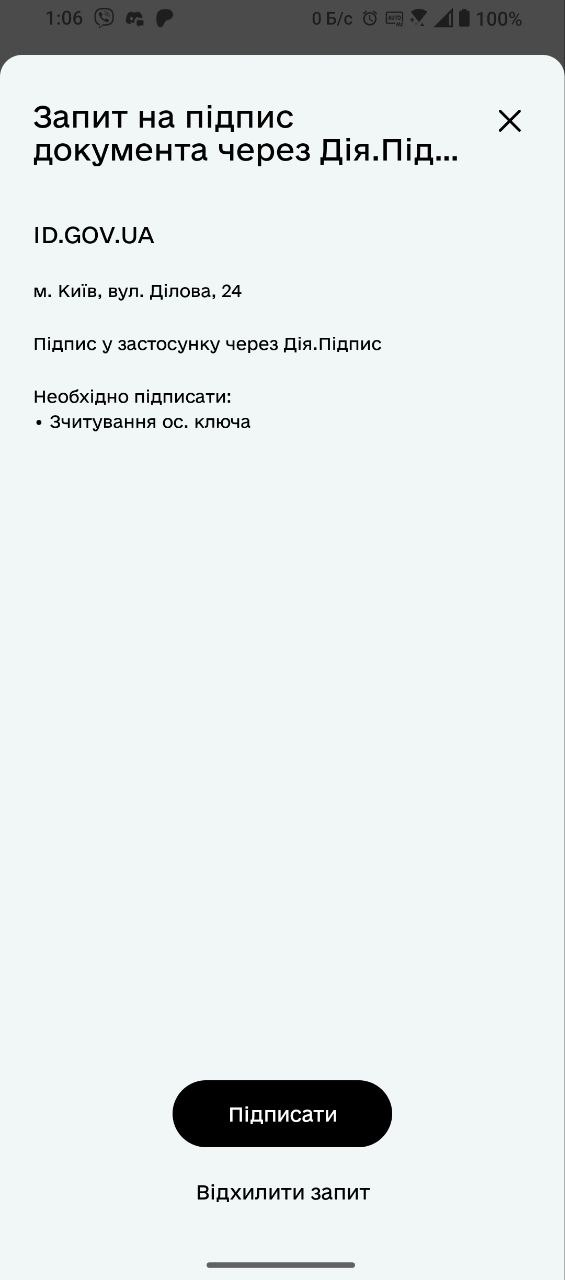 1:06 0 Б/с 100%
Запит на підпис
документа через Дія.Під...
ID.GOV.UA
м. Київ, вул. Ділова, 24
Підпис у застосунку через Дія.Підпис
Необхідно підписати:
• Зчитування ос. ключа
Підписати
Відхилити запит